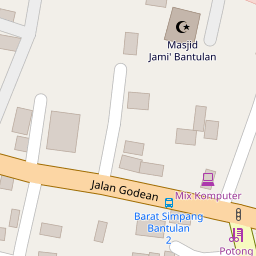 Masjid
Jami' Bantulan
Jalan Godean
Mix Komputer
Barat Simpang
Bantulan
2
Potong